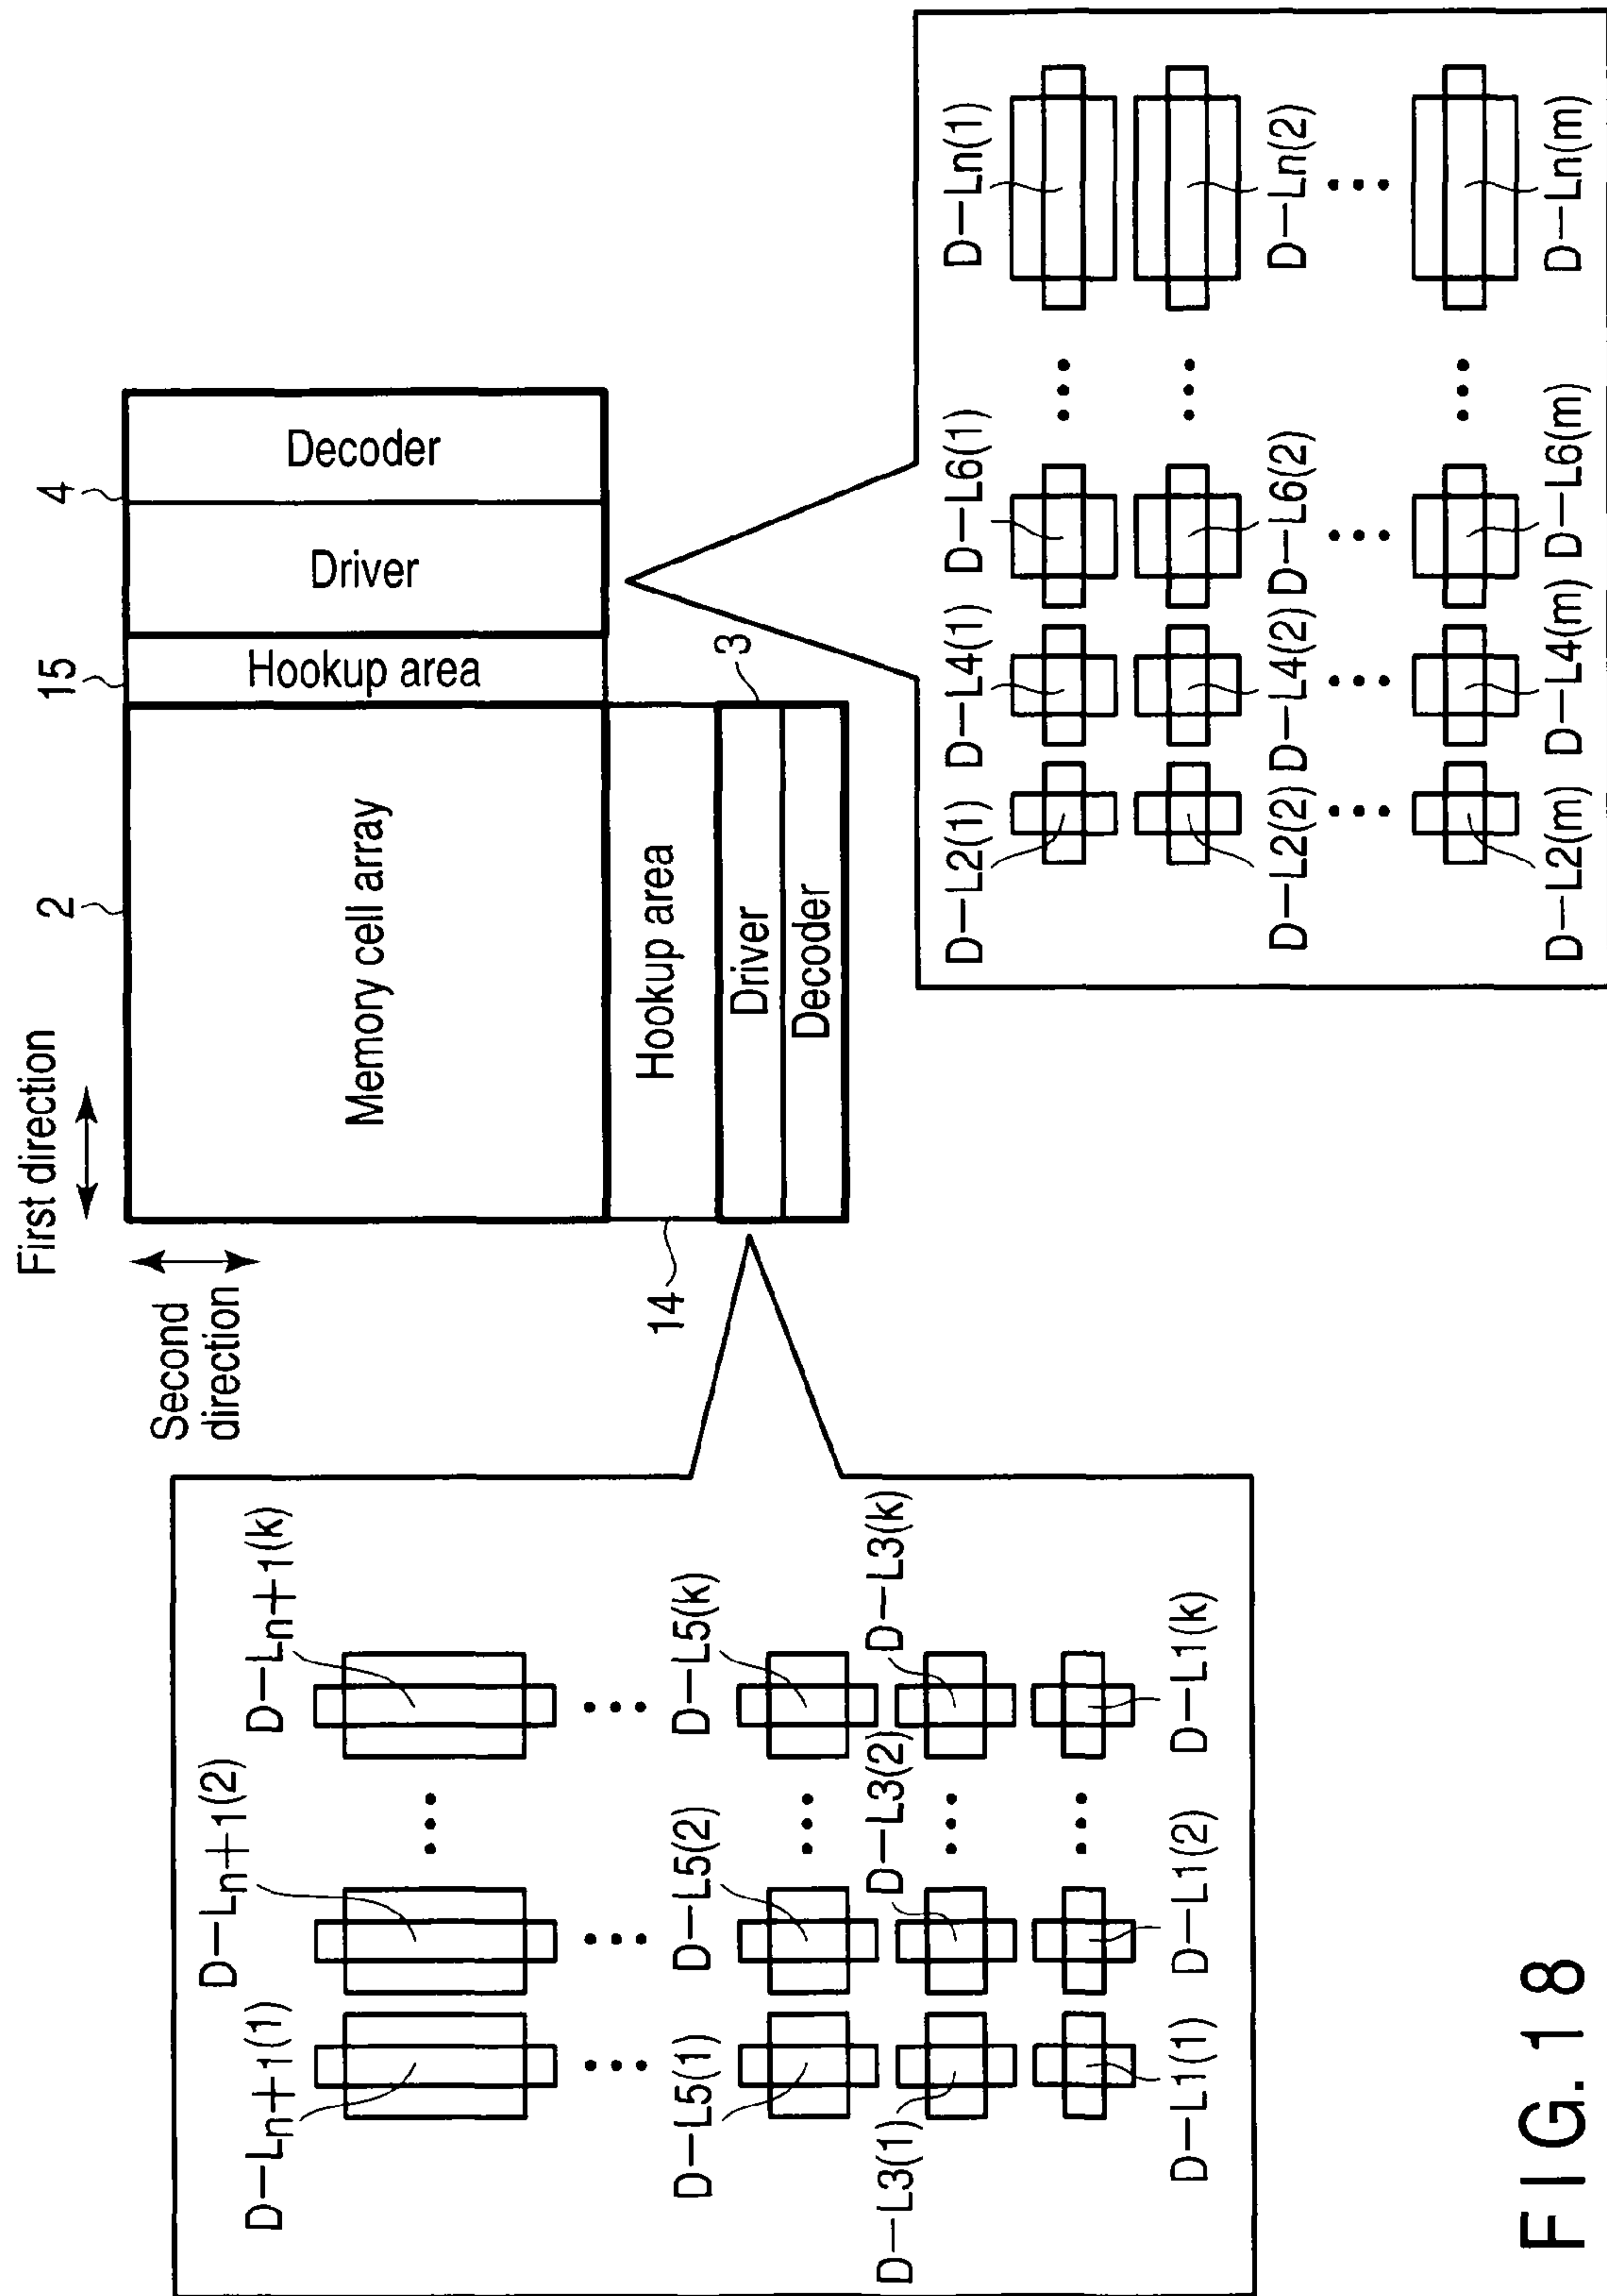 First direction
Second
direction
2
15
4
Memory cell array
Hookup area
Driver
Decoder
Hookup area
14
3
Driver
Decoder
D—Ln+1(1)
D—Ln+1(2)
D—Ln+1(k)
D—L5(1)
D—L5(2)
D—L5(k)
D—L3(1)
D—L3(2)
D—L3(k)
D—L1(1)
D—L1(2)
D—L1(k)
D—L2(1)
D—L4(1)
D—L6(1)
D—Ln(1)
D—L2(2)
D—L4(2)
D—L6(2)
D—Ln(2)
D—L2(m)
D—L4(m)
D—L6(m)
D—Ln(m)
FIG. 18